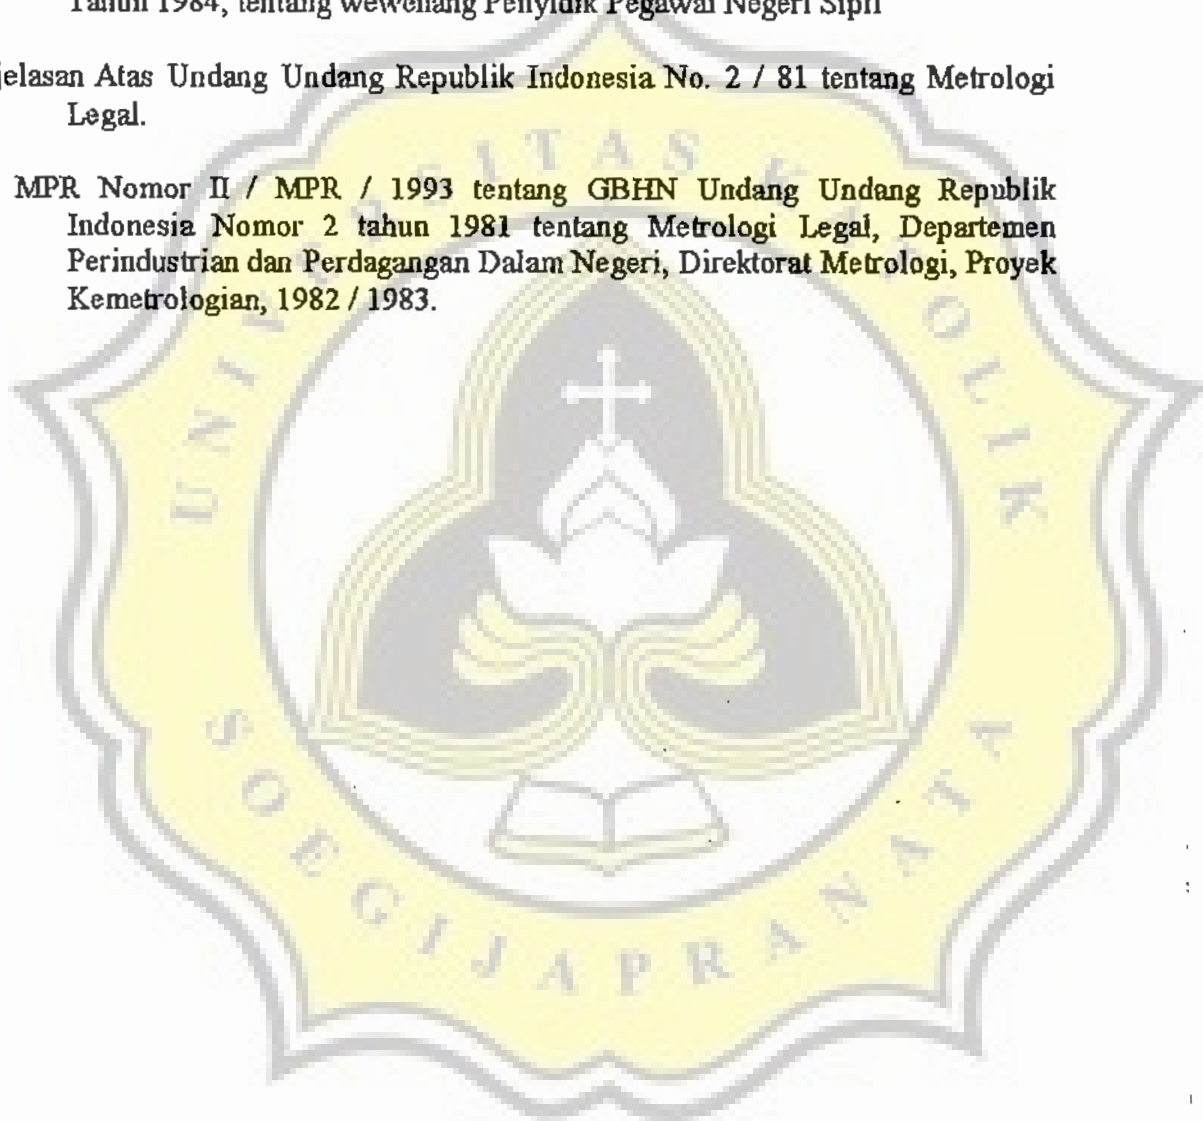 Tahun 1984, tentang wewenang Penyidik Pegawai Negeri Sipil
jelasan Atas Undang Undang Republik Indonesia No. 2 / 81 tentang Metrologi
Legal.
MPR Nomor II / MPR / 1993 tentang GBHN Undang Undang Republik
Indonesia Nomor 2 tahun 1981 tentang Metrologi Legal, Departemen
Perindustrian dan Perdagangan Dalam Negeri, Direktorat Metrologi, Proyek
Kemetrologian, 1982 / 1983.
SOEGIJAPRANATA